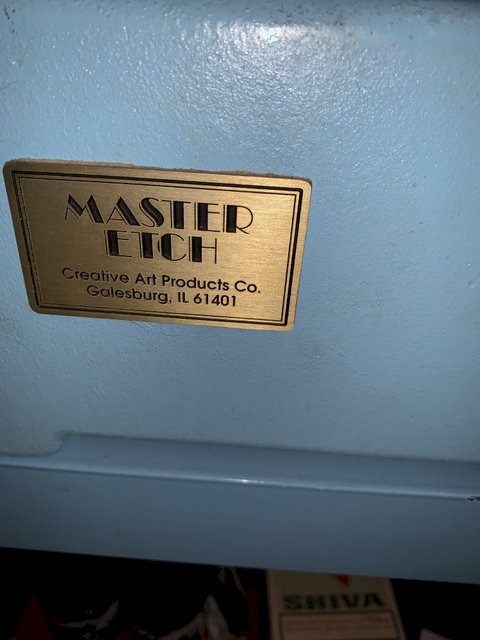 MASTER
ETCH
Creative Art Products Co.
Galesburg, IL 61401
SHIVA